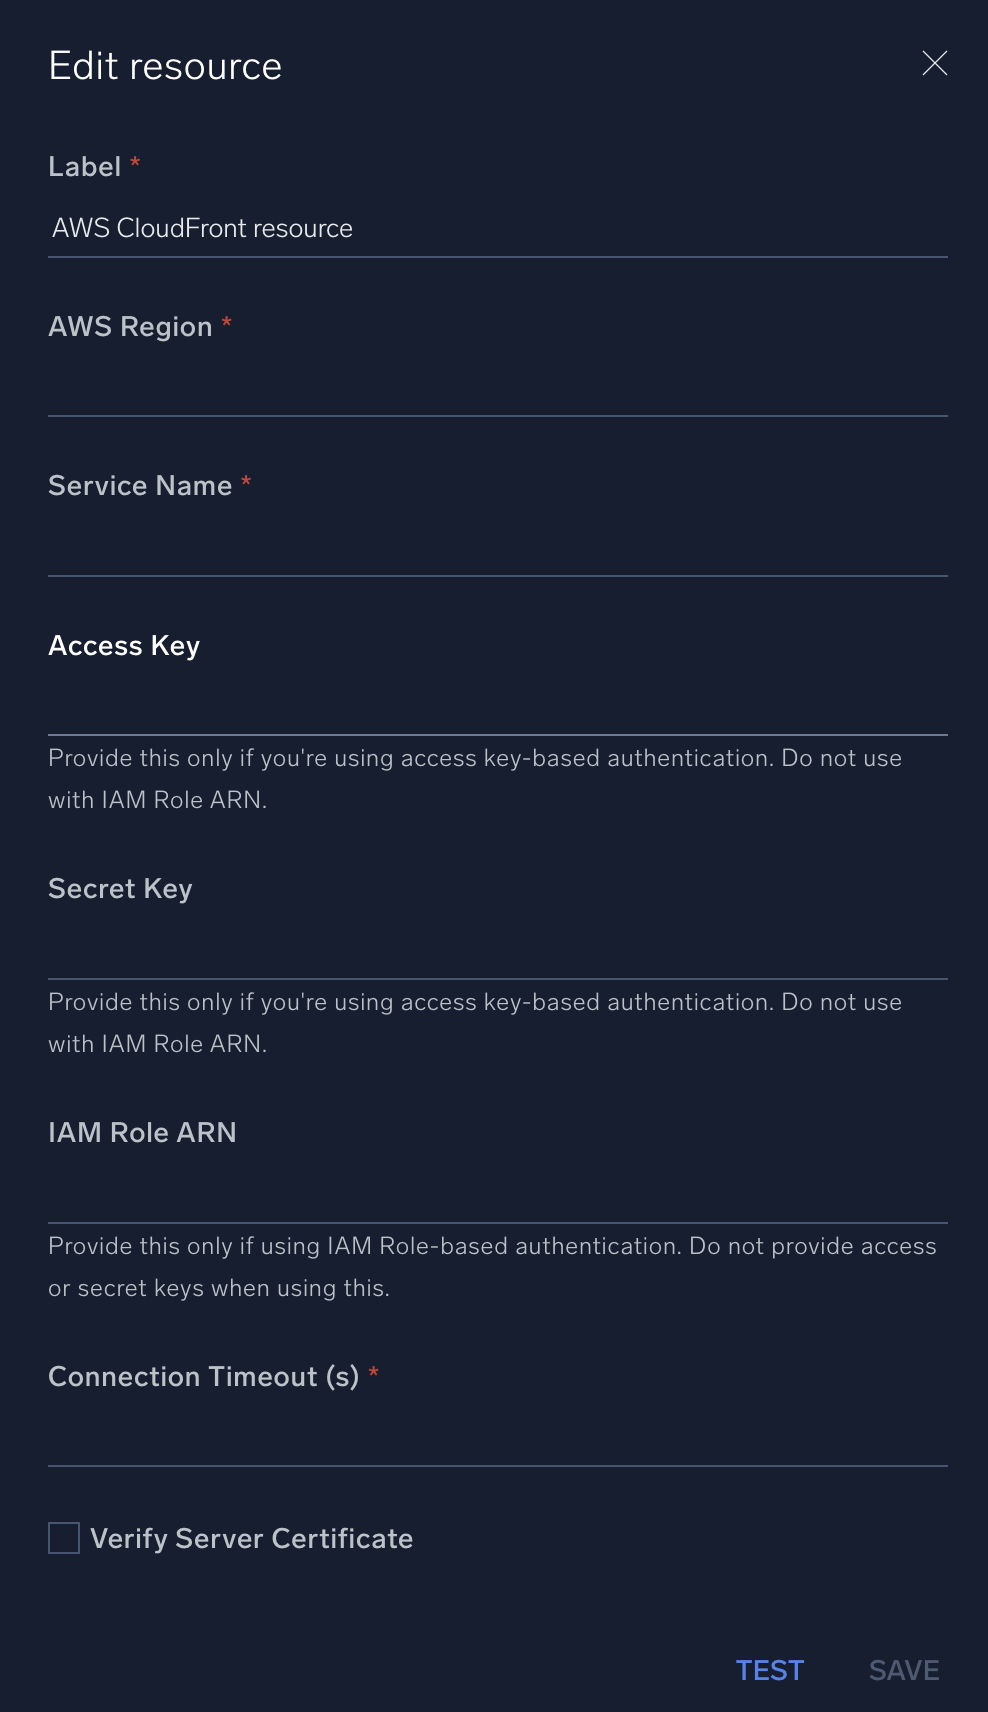 Edit resource
Label *
AWS CloudFront resource
AWS Region *
Service Name *
Access Key
Provide this only if you're using access key-based authentication. Do not use
with IAM Role ARN.
Secret Key
Provide this only if you're using access key-based authentication. Do not use
with IAM Role ARN.
IAM Role ARN
Provide this only if using IAM Role-based authentication. Do not provide access
or secret keys when using this.
Connection Timeout (s) *
Verify Server Certificate
TEST SAVE